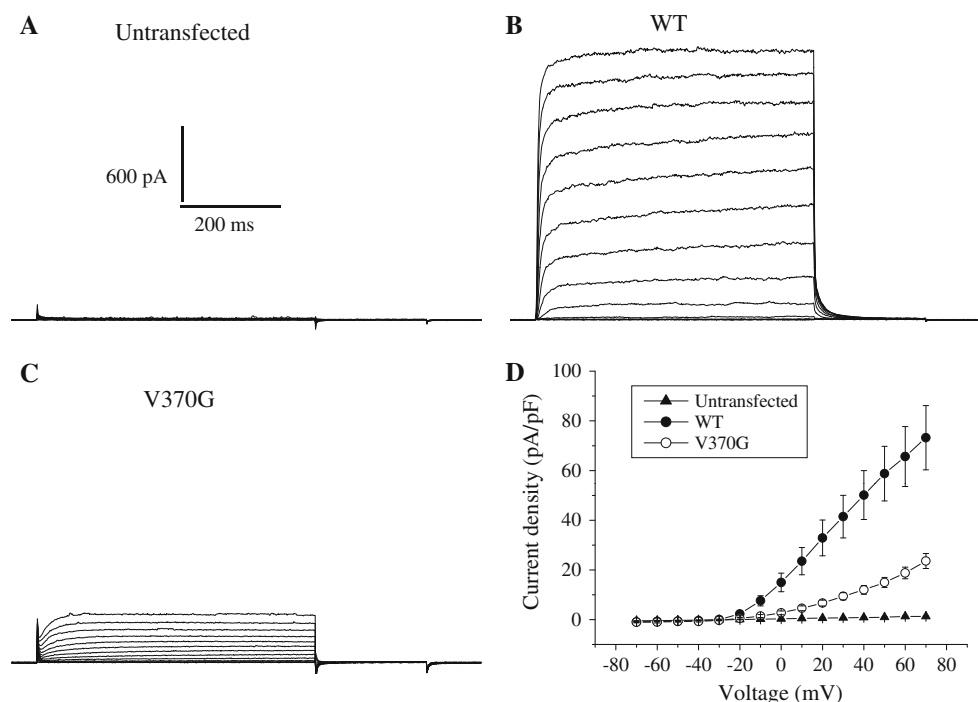 A
Untransfected
600 pA
200 ms
B
WT
C
V370G
D
Untransfected
WT
V370G
Current density (pA/pF)
100
80
60
40
20
0
-80 -60 -40 -20 0 20 40 60 80
Voltage (mV)